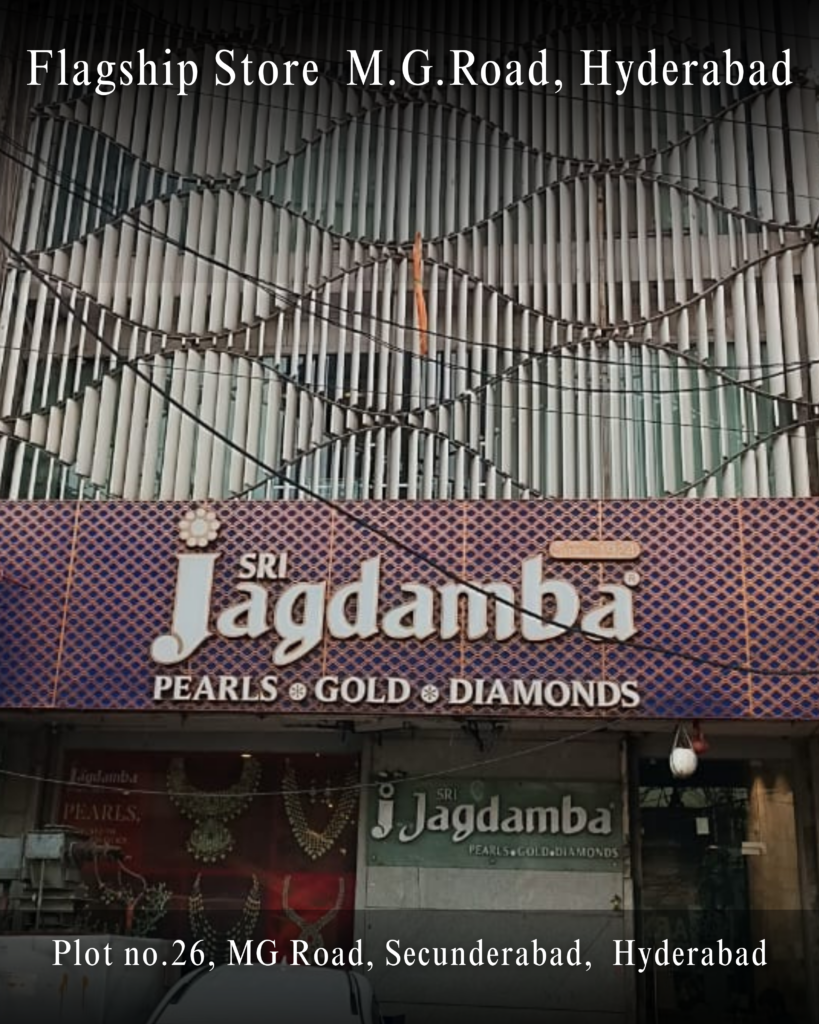 Flagship Store M.G.Road, Hyderabad
SRI
Jagdamba®
PEARLS GOLD DIAMONDS
Jagdamba
PEARLS,
SRI
Jagdamba
PEARLS GOLD DIAMONDS
Plot no.26, MG Road, Secunderabad, Hyderabad